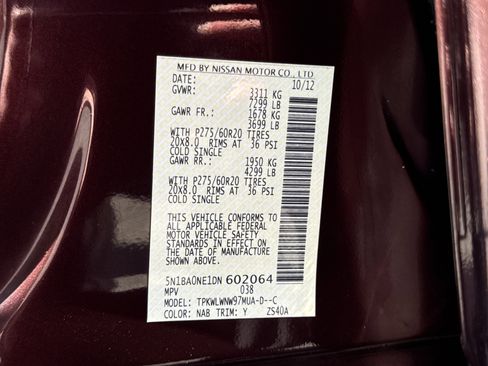 MFD BY NISSAN MOTOR CO., LTD
DATE: 10/12
GVWR: 3311 KG
7299 LB
GAWR FR.: 1678 KG
3699 LB
WITH P275/60R20 TIRES
20X8.0 RIMS AT 36 PSI
COLD SINGLE
GAWR RR.: 1950 KG
4299 LB
WITH P275/60R20 TIRES
20X8.0 RIMS AT 36 PSI
COLD SINGLE
THIS VEHICLE CONFORMS TO
ALL APPLICABLE FEDERAL
MOTOR VEHICLE SAFETY
STANDARDS IN EFFECT ON
THE DATE OF MANUFACTURE
SHOWN ABOVE.
5N1BA0NE1DN 602064
MPV 038
MODEL: TPKWLWNW97MUA-D--C
COLOR: NAB TRIM: Y ZS40A